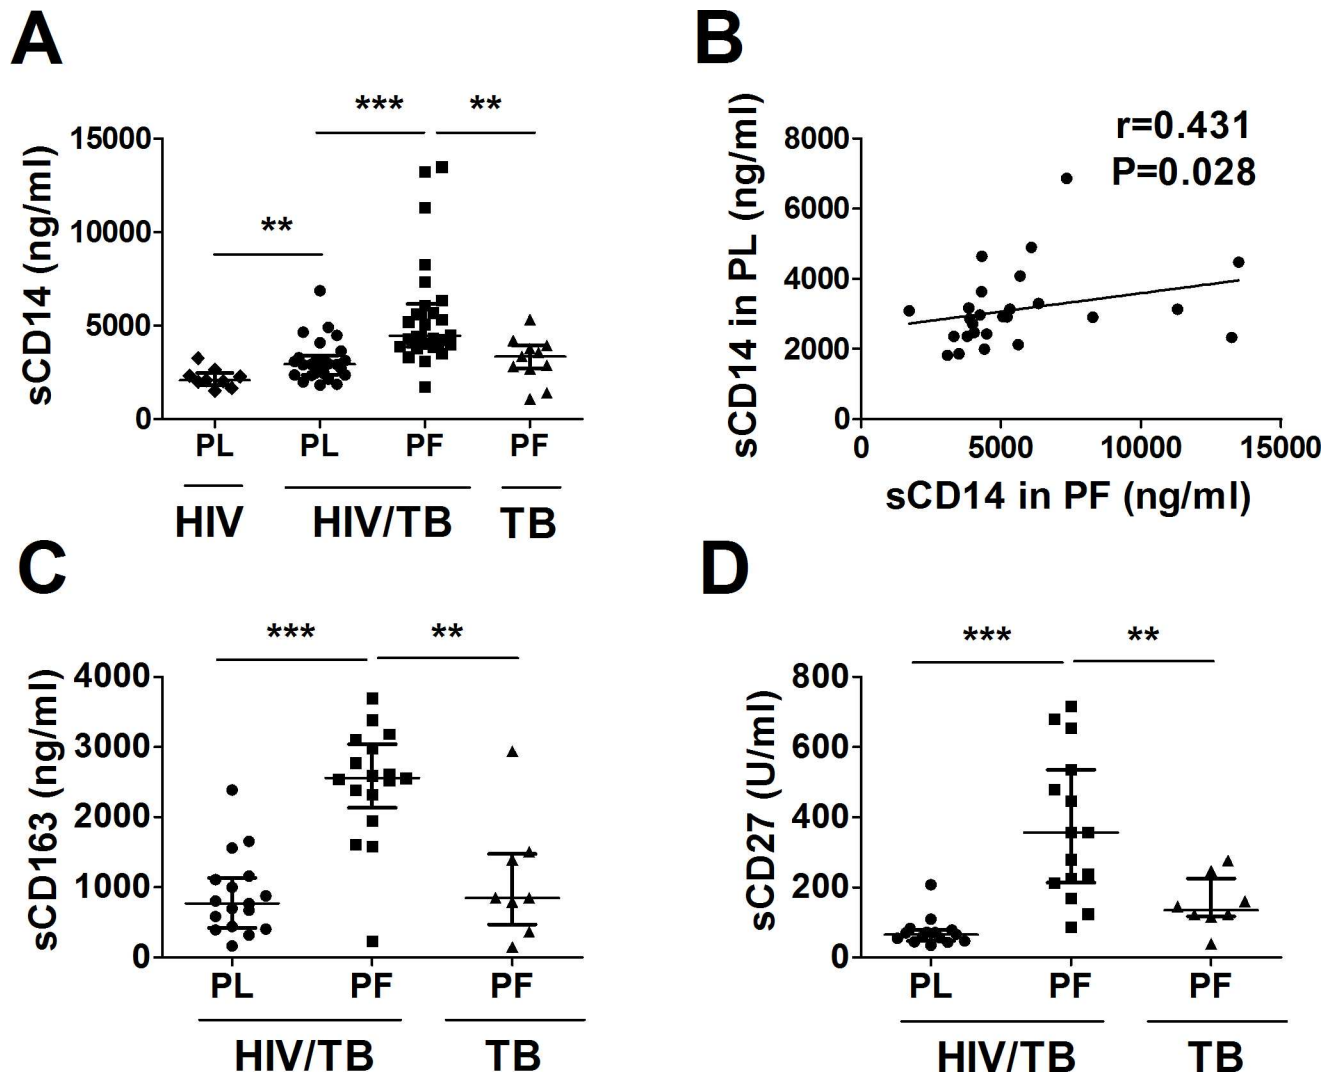 A
*** **
**
sCD14 (ng/ml)
15000
10000
5000
0
PL PL PF PF
HIV HIV/TB TB
B
r=0.431
P=0.028
sCD14 in PL (ng/ml)
8000
6000
4000
2000
0
0 5000 10000 15000
sCD14 in PF (ng/ml)
C
*** **
sCD163 (ng/ml)
4000
3000
2000
1000
0
PL PF PF
HIV/TB TB
D
*** **
sCD27 (U/ml)
800
600
400
200
0
PL PF PF
HIV/TB TB